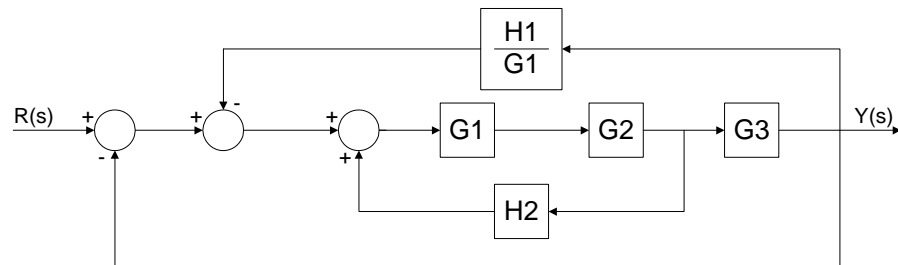 H1
G1
-
R(s)
+
+
+
G1
G2
G3
Y(s)
-
+
H2